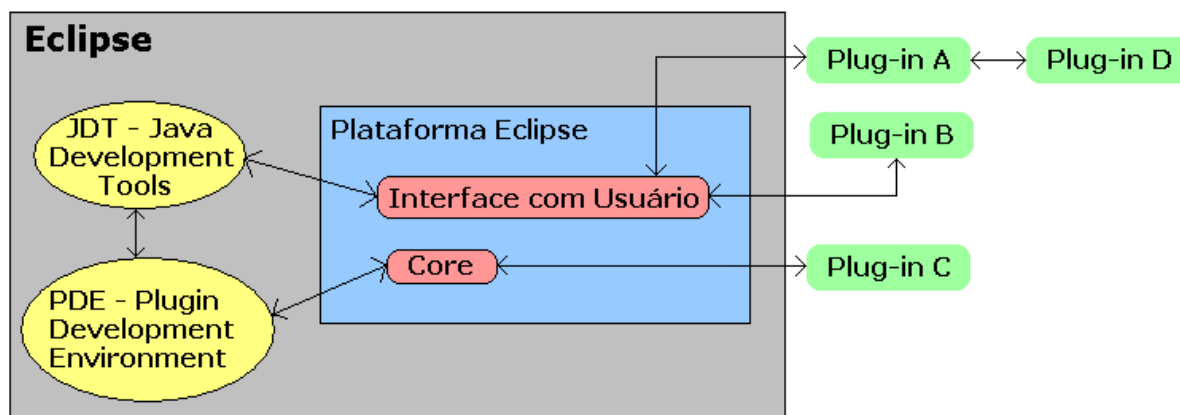 Eclipse
JDT - Java
Development
Tools
PDE - Plugin
Development
Environment
Plataforma Eclipse
Interface com Usuário
Core
Plug-in A
Plug-in D
Plug-in B
Plug-in C